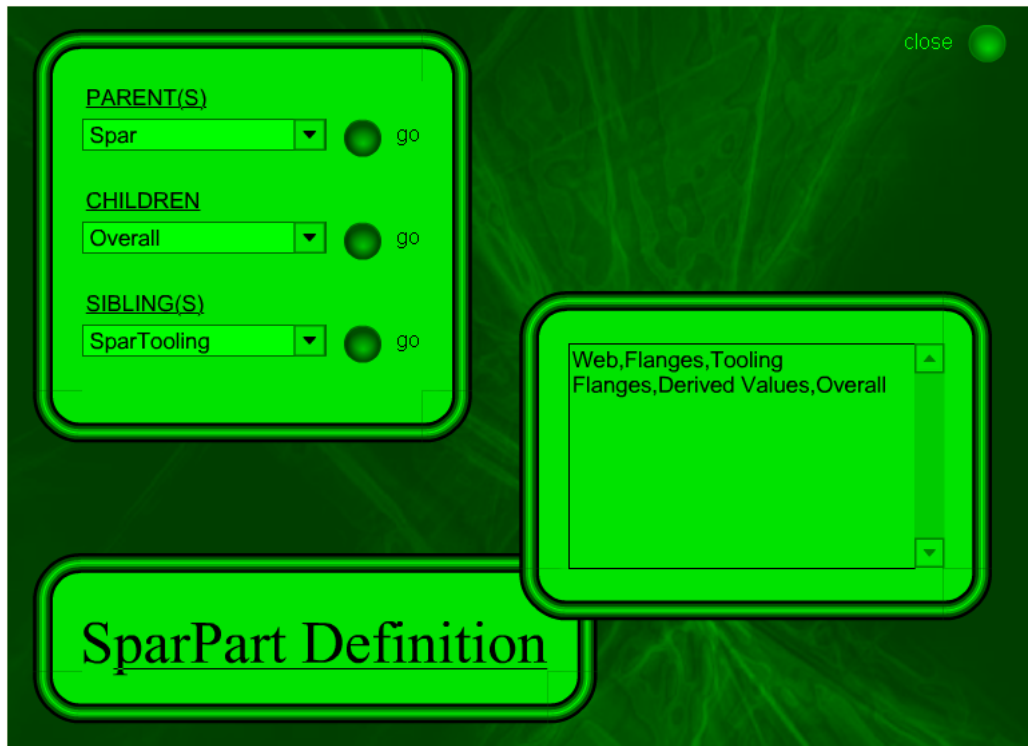 close
PARENT(S)
Spar
go
CHILDREN
Overall
go
SIBLING(S)
SparTooling
go
Web,Flanges,Tooling
Flanges,Derived Values,Overall
SparPart Definition